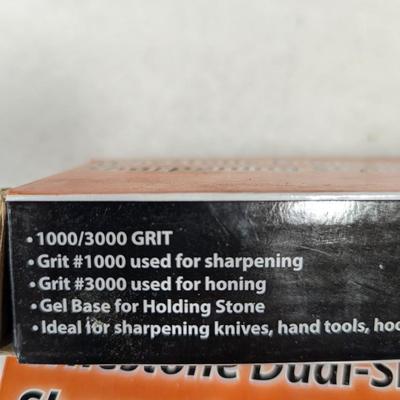 • 1000/3000 GRIT
• Grit #1000 used for sharpening
• Grit #3000 used for honing
• Gel Base for Holding Stone
• Ideal for sharpening knives, hand tools,
Dual-S